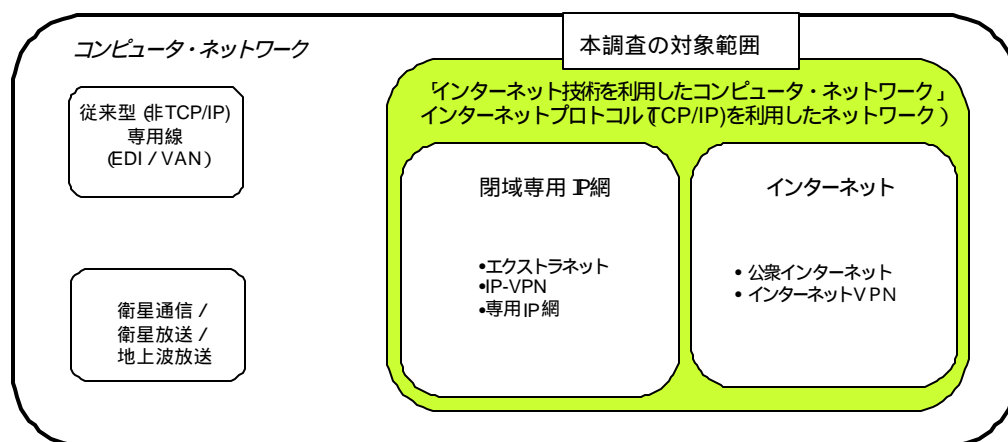 コンピュータ・ネットワーク
本調査の対象範囲
従来型(非TCP/IP)
専用線
(EDI / VAN)
「インターネット技術を利用したコンピュータ・ネットワーク」
インターネットプロトコル(TCP/IP)を利用したネットワーク)
閉域専用IP網
•エクストラネット
•IP-VPN
•専用IP網
インターネット
• 公衆インターネット
• インターネットVPN
衛星通信 /
衛星放送 /
地上波放送